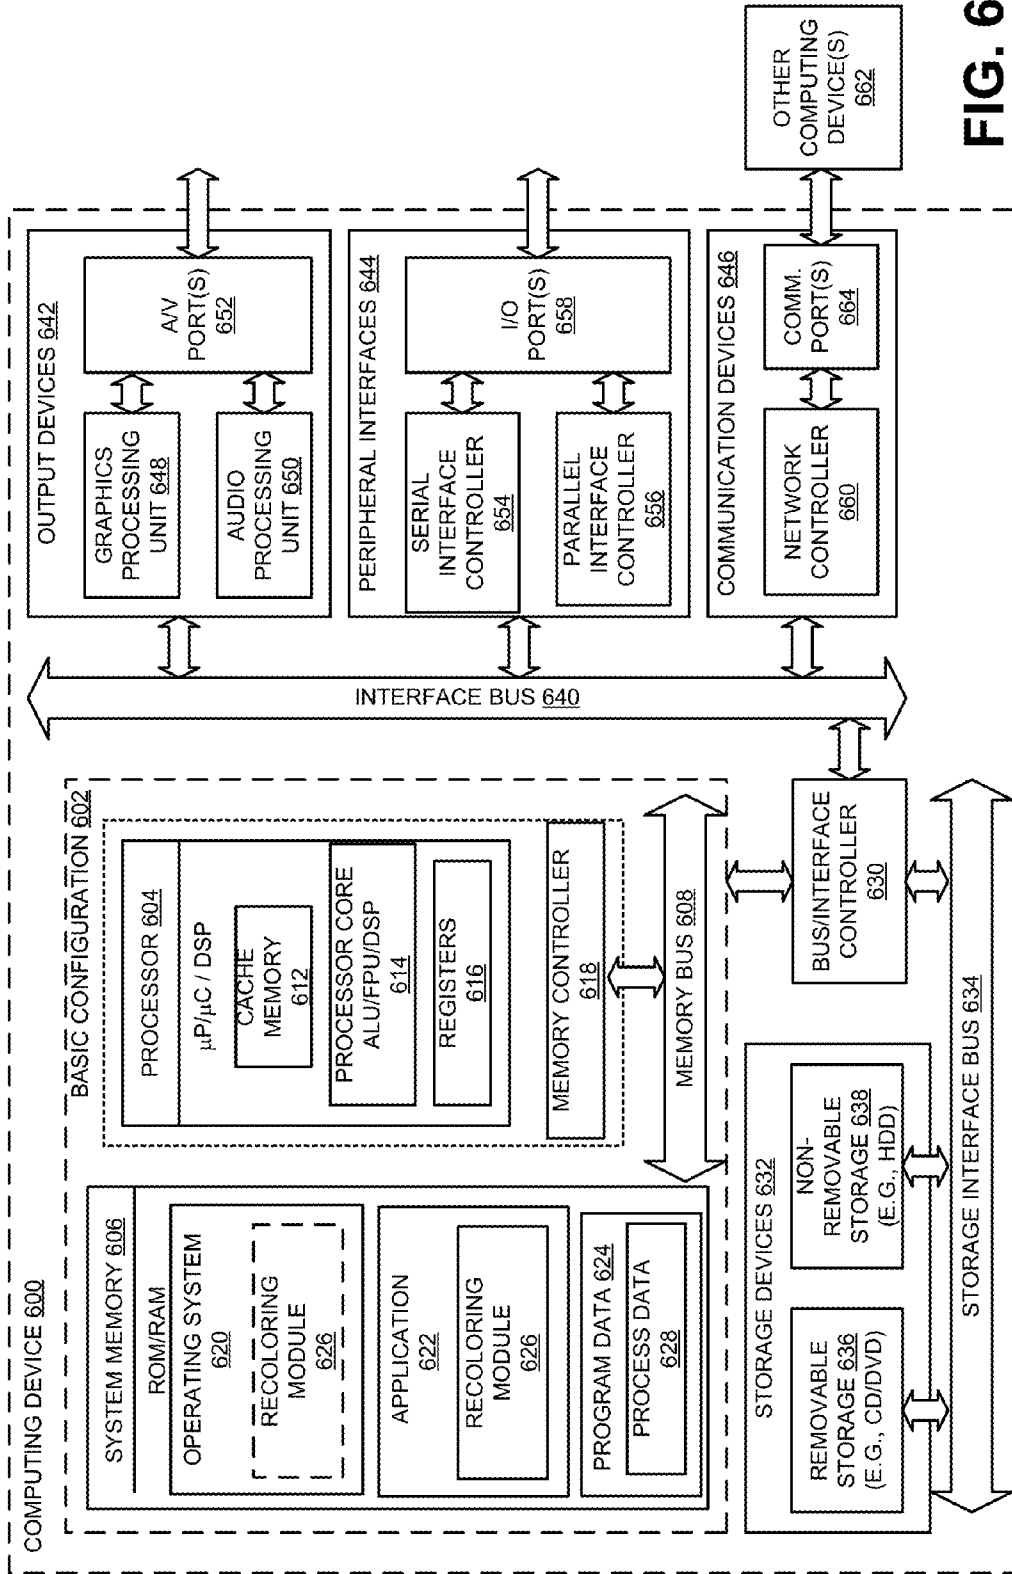 COMPUTING DEVICE 600
BASIC CONFIGURATION 602
SYSTEM MEMORY 606
ROM/RAM
OPERATING SYSTEM
620
RECOLORING
MODULE
626
APPLICATION
622
RECOLORING
MODULE
626
PROGRAM DATA 624
PROCESS DATA
628
PROCESSOR 604
µP/µC / DSP
CACHE
MEMORY
612
PROCESSOR CORE
ALU/FPU/DSP
614
REGISTERS
616
MEMORY CONTROLLER
618
MEMORY BUS 608
BUS/INTERFACE
CONTROLLER
630
STORAGE DEVICES 632
REMOVABLE
STORAGE 636
(E.G., CD/DVD)
NON-
REMOVABLE
STORAGE 638
(E.G., HDD)
STORAGE INTERFACE BUS 634
INTERFACE BUS 640
OUTPUT DEVICES 642
GRAPHICS
PROCESSING
UNIT 648
AUDIO
PROCESSING
UNIT 650
A/V
PORT(S)
652
PERIPHERAL INTERFACES 644
SERIAL
INTERFACE
CONTROLLER
654
PARALLEL
INTERFACE
CONTROLLER
656
I/O
PORT(S)
658
COMMUNICATION DEVICES 646
NETWORK
CONTROLLER
660
COMM.
PORT(S)
664
OTHER
COMPUTING
DEVICE(S)
662
FIG. 6